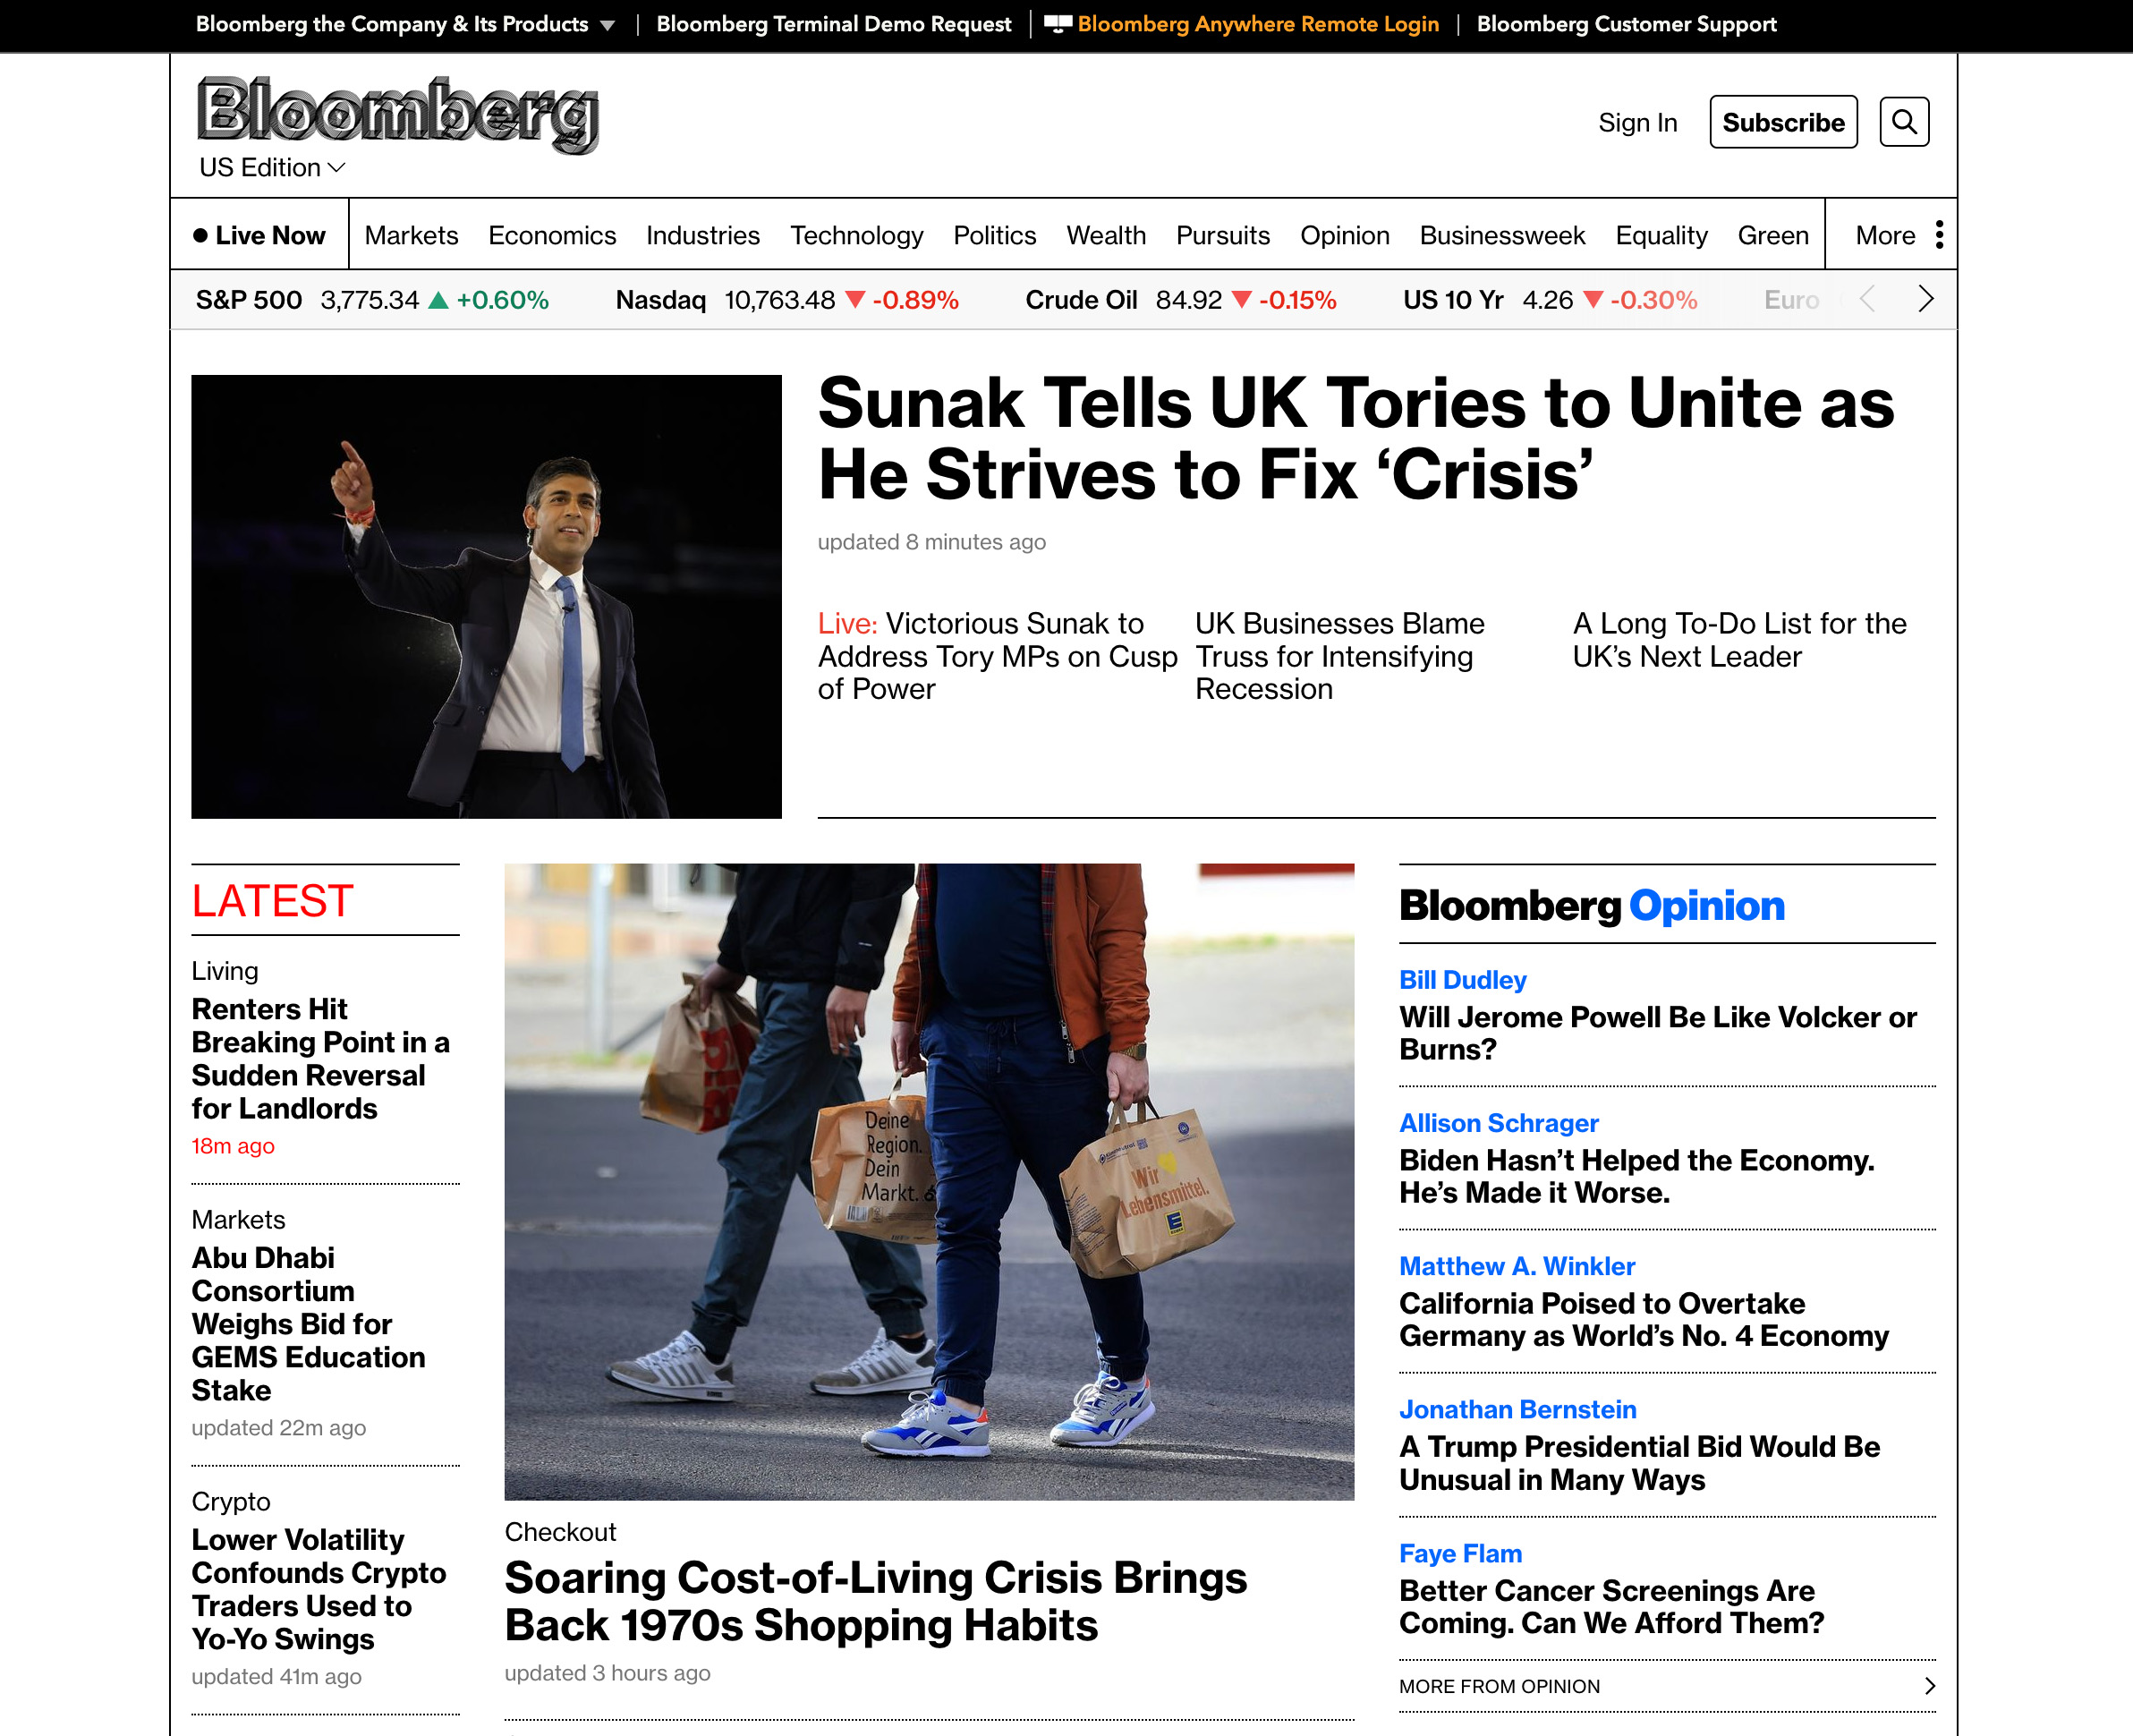 Bloomberg the Company & Its Products
Bloomberg Terminal Demo Request
Bloomberg Anywhere Remote Login
Bloomberg Customer Support
Bloomberg
US Edition
Sign In
Subscribe
Live Now
Markets
Economics
Industries
Technology
Politics
Wealth
Pursuits
Opinion
Businessweek
Equality
Green
More
S&P 500 3,775.34 ▲ +0.60%
Nasdaq 10,763.48 ▼ -0.89%
Crude Oil 84.92 ▼ -0.15%
US 10 Yr 4.26 ▼ -0.30%
Euro
Sunak Tells UK Tories to Unite as
He Strives to Fix ‘Crisis’
updated 8 minutes ago
Live: Victorious Sunak to
Address Tory MPs on Cusp
of Power
UK Businesses Blame
Truss for Intensifying
Recession
A Long To-Do List for the
UK’s Next Leader
LATEST
Living
Renters Hit
Breaking Point in a
Sudden Reversal
for Landlords
18m ago
Markets
Abu Dhabi
Consortium
Weighs Bid for
GEMS Education
Stake
updated 22m ago
Crypto
Lower Volatility
Confounds Crypto
Traders Used to
Yo-Yo Swings
updated 41m ago
Deine
Region.
Dein
Markt.
Wir
Lebensmittel.
E
Checkout
Soaring Cost-of-Living Crisis Brings
Back 1970s Shopping Habits
updated 3 hours ago
Bloomberg Opinion
Bill Dudley
Will Jerome Powell Be Like Volcker or
Burns?
Allison Schrager
Biden Hasn’t Helped the Economy.
He’s Made it Worse.
Matthew A. Winkler
California Poised to Overtake
Germany as World’s No. 4 Economy
Jonathan Bernstein
A Trump Presidential Bid Would Be
Unusual in Many Ways
Faye Flam
Better Cancer Screenings Are
Coming. Can We Afford Them?
MORE FROM OPINION